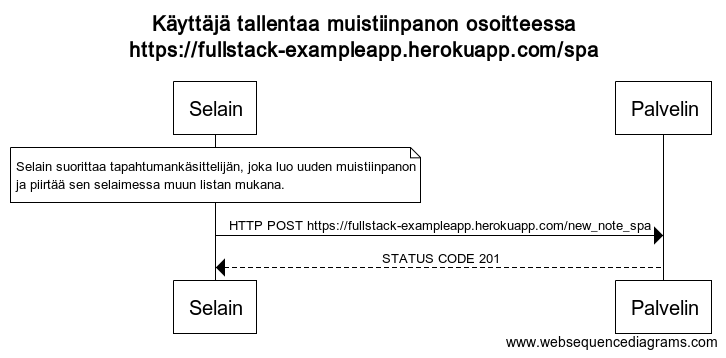 Käyttäjä tallentaa muistiinpanon osoitteessa
https://fullstack-exampleapp.herokuapp.com/spa
Selain
Palvelin
Selain suorittaa tapahtumankäsittelijän, joka luo uuden muistiinpanon
ja piirtää sen selaimessa muun listan mukana.
HTTP POST https://fullstack-exampleapp.herokuapp.com/new_note_spa
STATUS CODE 201
Selain
Palvelin
www.websequencediagrams.com